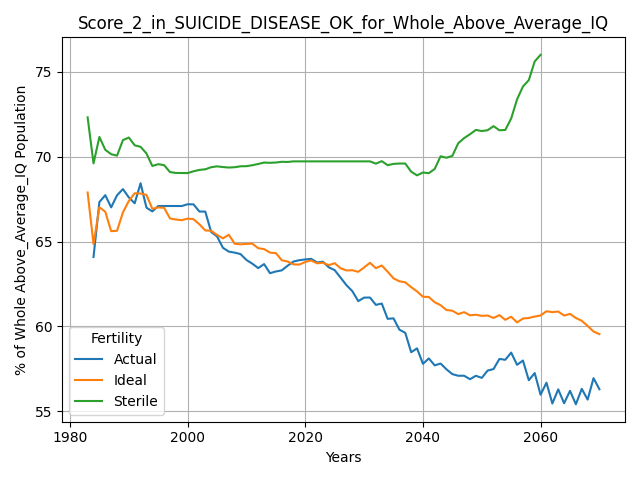 Score_2_in_SUICIDE_DISEASE_OK_for_Whole_Above_Average_IQ
% of Whole Above_Average_IQ Population
75
70
65
60
55
Fertility
Actual
Ideal
Sterile
1980
2000
2020
2040
2060
Years